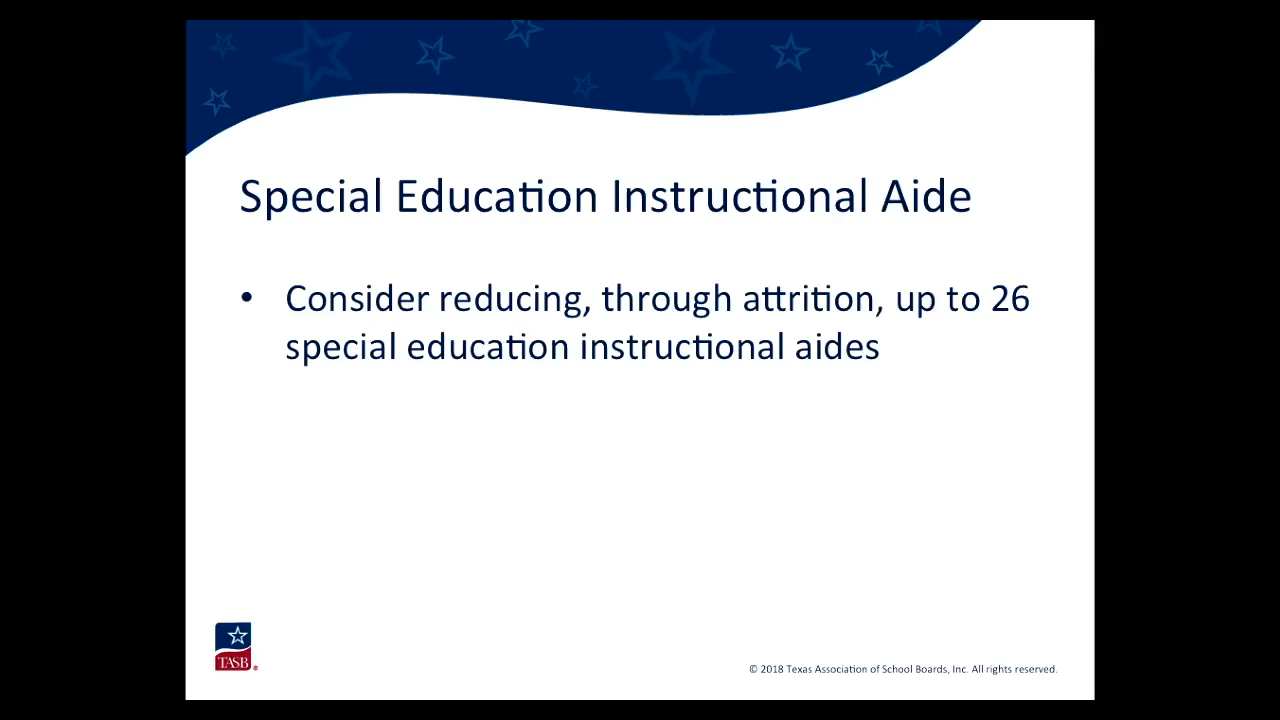 Special Education Instructional Aide
• Consider reducing, through attrition, up to 26
special education instructional aides
TASB®
© 2018 Texas Association of School Boards, Inc. All rights reserved.